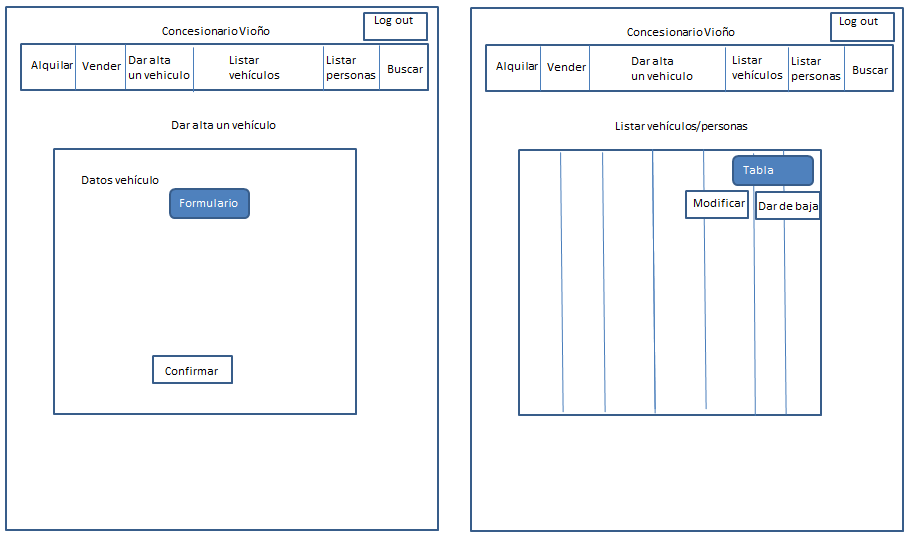 Log out
Concesionario Vioño
Alquilar
Vender
Dar alta
un vehiculo
Listar
vehículos
Listar
personas
Buscar
Dar alta un vehículo
Datos vehículo
Formulario
Confirmar
Log out
Concesionario Vioño
Alquilar
Vender
Dar alta
un vehiculo
Listar
vehículos
Listar
personas
Buscar
Listar vehículos/personas
Tabla
Modificar
Dar de baja